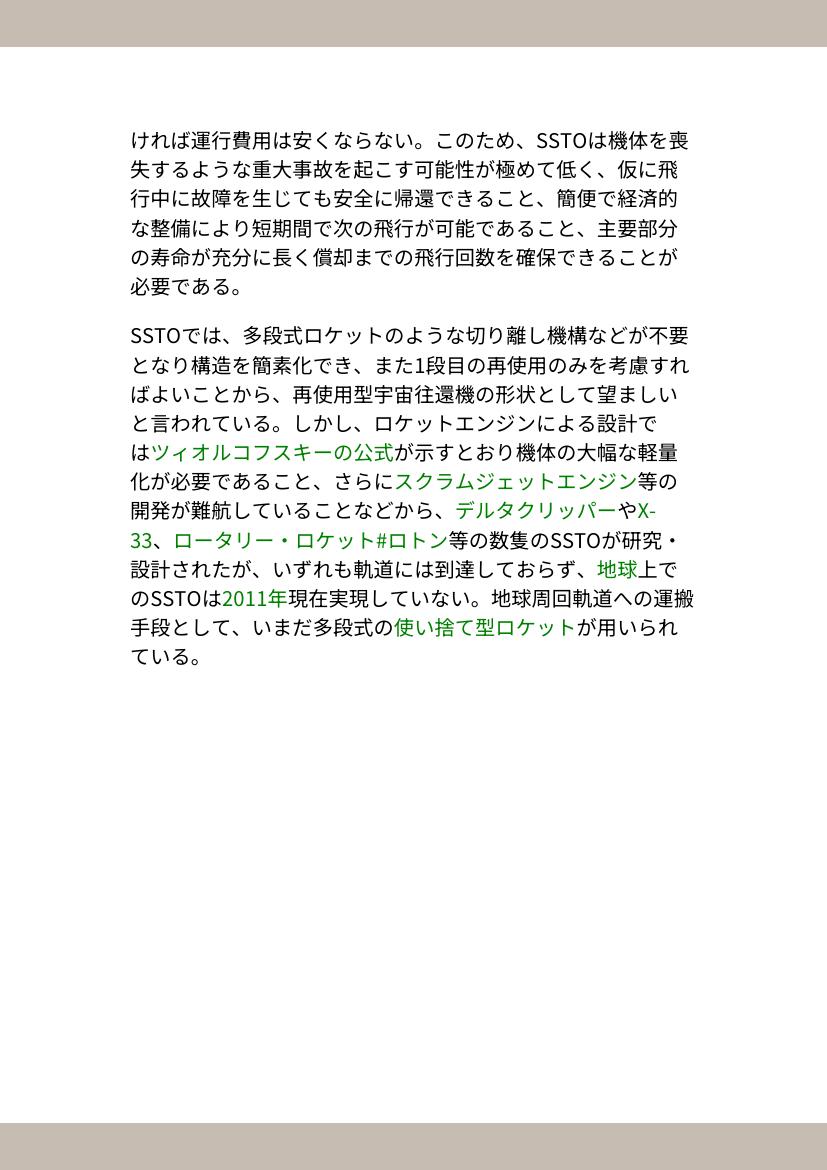 ければ運行費用は安くならない。このため、SSTOは機体を喪
失するような重大事故を起こす可能性が極めて低く、仮に飛
行中に故障を生じても安全に帰還できること、簡便で経済的
な整備により短期間で次の飛行が可能であること、主要部分
の寿命が充分に長く償却までの飛行回数を確保できることが
必要である。
SSTOでは、多段式ロケットのような切り離し機構などが不要
となり構造を簡素化でき、また1段目の再使用のみを考慮すれ
ばよいことから、再使用型宇宙往還機の形状として望ましい
と言われている。しかし、ロケットエンジンによる設計で
はツィオルコフスキーの公式が示すとおり機体の大幅な軽量
化が必要であること、さらにスクラムジェットエンジン等の
開発が難航していることなどから、デルタクリッパーやX-
33、ロータリー・ロケット#ロトン等の数隻のSSTOが研究・
設計されたが、いずれも軌道には到達しておらず、地球上で
のSSTOは2011年現在実現していない。地球周回軌道への運搬
手段として、いまだ多段式の使い捨て型ロケットが用いられ
ている。